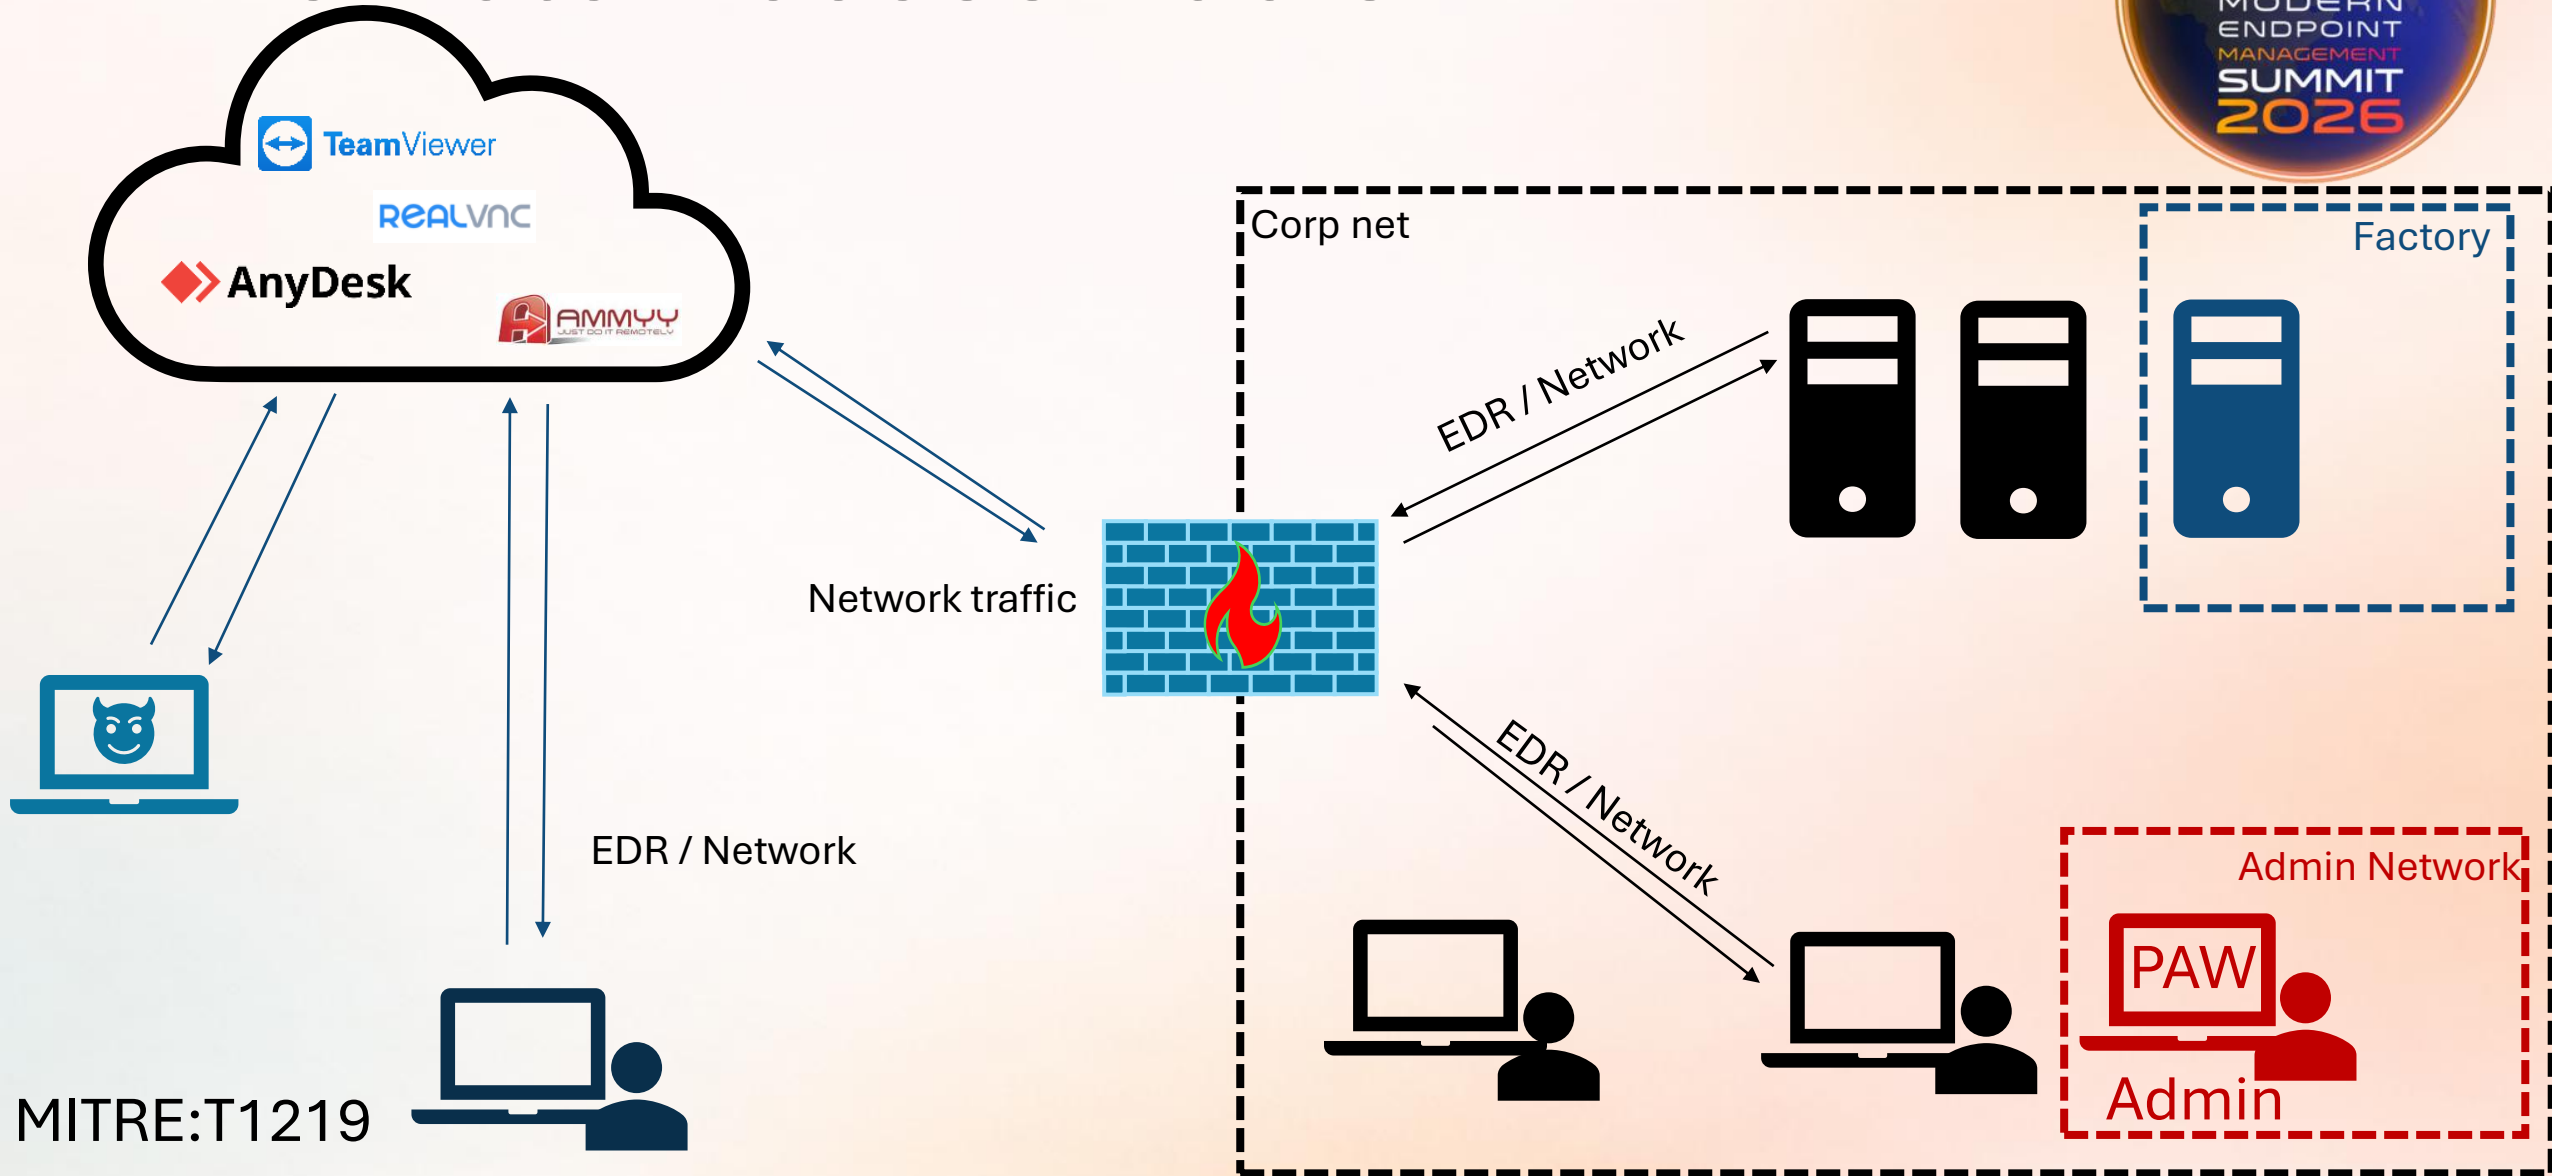 MODERN
ENDPOINT
MANAGEMENT
SUMMIT
2026
TeamViewer
REALVNC
AnyDesk
AMMYY
JUST DO IT REMOTELY
Corp net
Factory
EDR / Network
Network traffic
EDR / Network
EDR / Network
Admin Network
PAW
Admin
MITRE:T1219